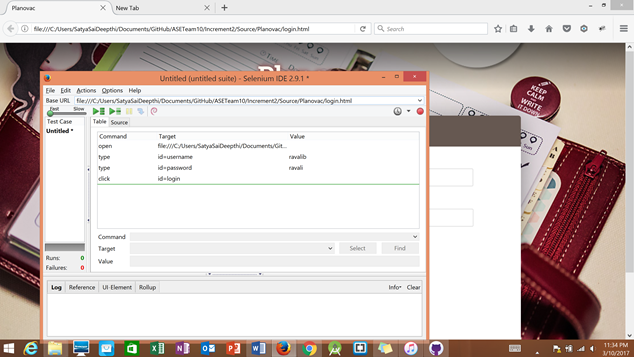 Planovac
New Tab
file:///C:/Users/SatyaSaiDeepthi/Documents/GitHub/ASETeam10/Increment2/Source/Planovac/login.html
Search
Untitled (untitled suite) - Selenium IDE 2.9.1 *
File Edit Actions Options Help
Base URL file:///C:/Users/SatyaSaiDeepthi/Documents/GitHub/ASETeam10/Increment2/Source/Planovac/login.html
Fast Slow
Test Case
Untitled *
Table Source
Command Target Value
open file:///C:/Users/SatyaSaiDeepthi/Documents/Git...
type id=username ravalib
type id=password ravali
click id=login
Command
Target Select Find
Value
Runs: 0
Failures: 0
Log Reference UI-Element Rollup Info Clear
KEEP
CALM
AND
WRITE
IT DOWN
11:34 PM
3/10/2017